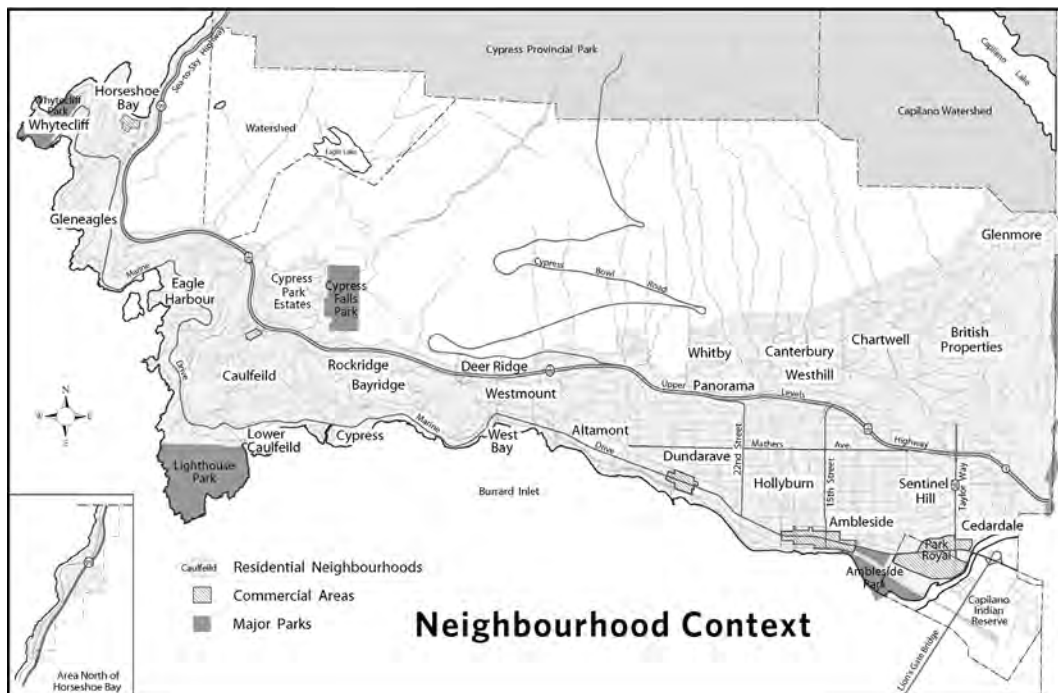 Cypress Provincial Park
Capilano Lake
Capilano Watershed
Sea-to-Sky Highway
Horseshoe
Bay
Whytecliff
Park
Whytecliff
Watershed
Eagle Lake
Gleneagles
Glenmore
Marine
Eagle
Harbour
Cypress
Park
Estates
Cypress
Falls
Park
Cypress Bowl Road
British
Properties
Chartwell
Canterbury
Whitby
Westhill
Drive
Caulfeild
Rockridge
Bayridge
Deer Ridge
Westmount
Upper Levels Highway
Panorama
N
E
S
Lower
Caulfeild
Cypress
Marine
West
Bay
Altamont
Drive
Dundarave
22nd Street
Mathers Ave.
15th Street
Hollyburn
Sentinel
Hill
Taylor Way
Lighthouse
Park
Burrard Inlet
Ambleside
Cedardale
Park
Royal
Ambleside
Park
Capilano
Indian
Reserve
Lion's Gate Bridge
Caulfeild Residential Neighbourhoods
Commercial Areas
Major Parks
Neighbourhood Context
Area North of
Horseshoe Bay